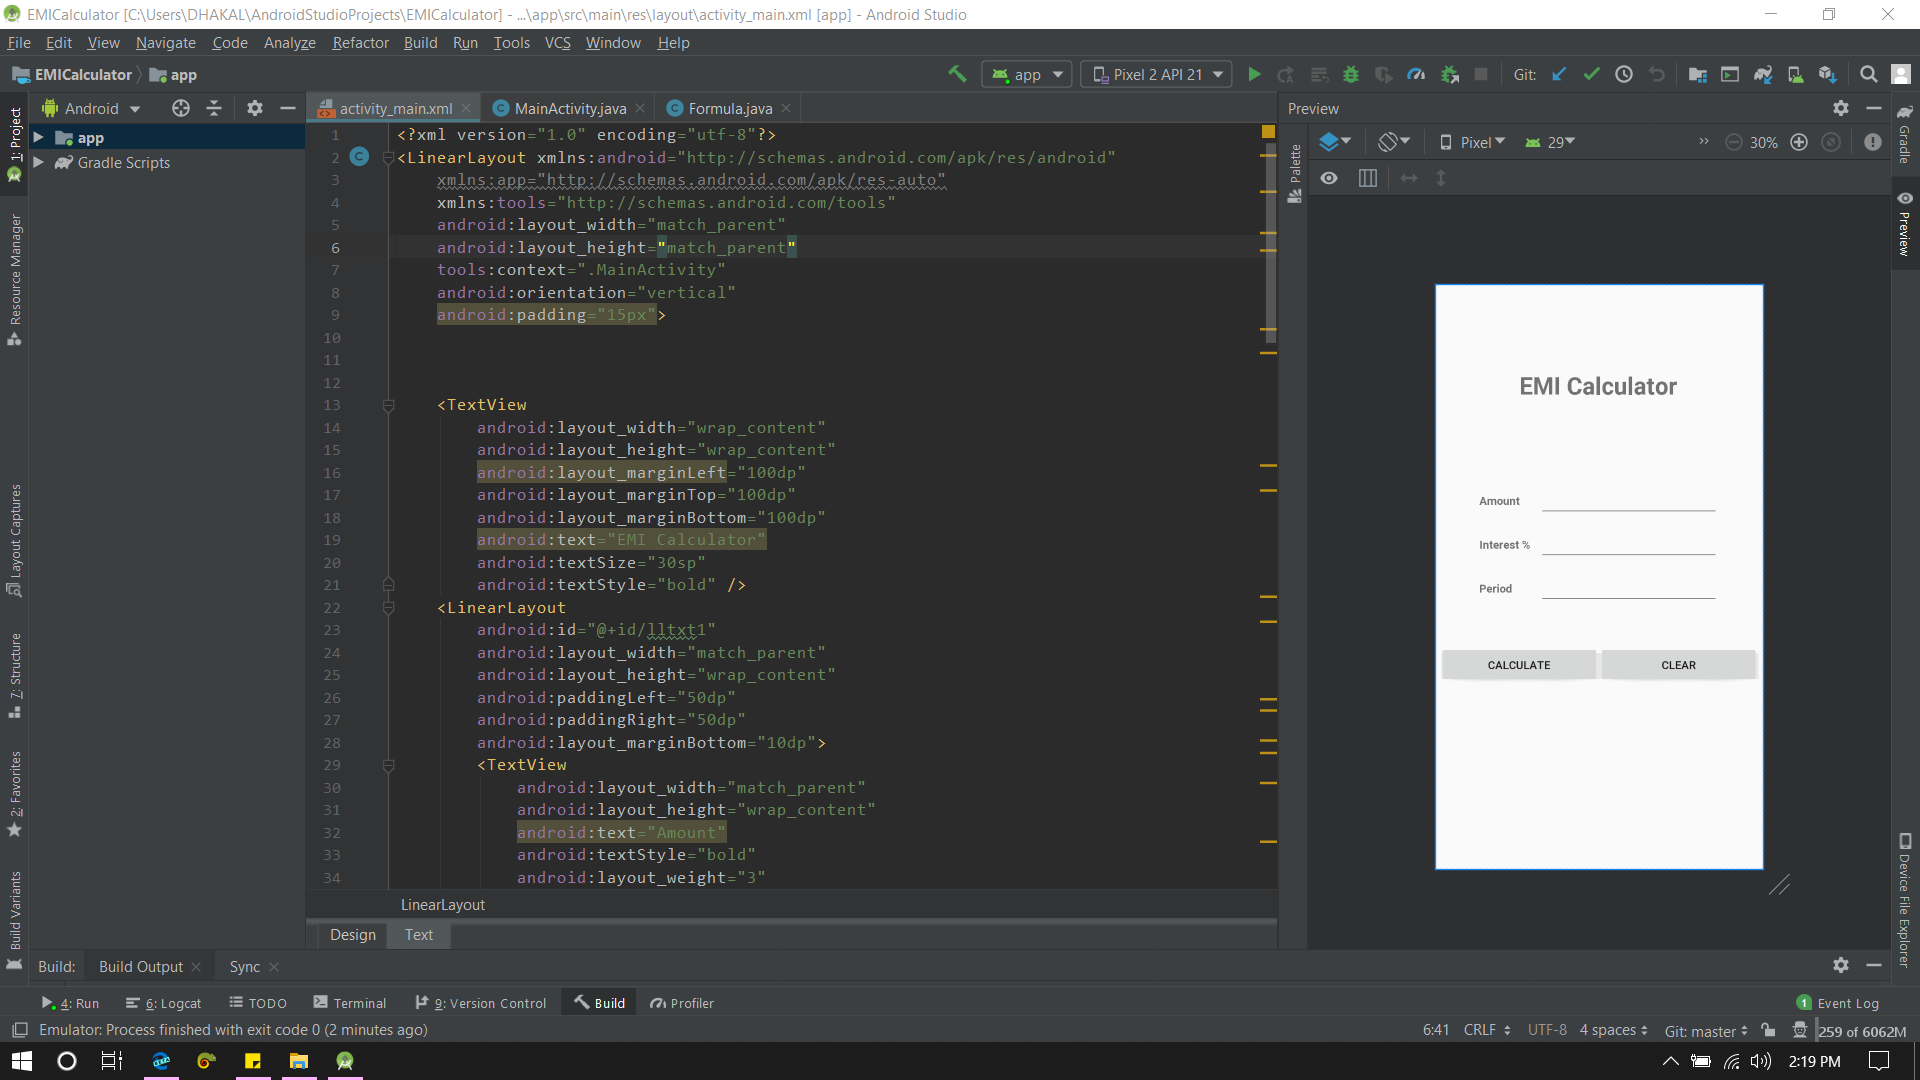 EMICalculator [C:\Users\DHAKAL\AndroidStudioProjects\EMICalculator] - ...\app\src\main\res\layout\activity_main.xml [app] - Android Studio
File Edit View Navigate Code Analyze Refactor Build Run Tools VCS Window Help
EMICalculator app
app
Pixel 2 API 21
Git:
1: Project
Resource Manager
Layout Captures
7: Structure
2: Favorites
Build Variants
Android
app
Gradle Scripts
activity_main.xml MainActivity.java Formula.java
1 <?xml version="1.0" encoding="utf-8"?>
2 <LinearLayout xmlns:android="http://schemas.android.com/apk/res/android"
3 xmlns:app="http://schemas.android.com/apk/res-auto"
4 xmlns:tools="http://schemas.android.com/tools"
5 android:layout_width="match_parent"
6 android:layout_height="match_parent"
7 tools:context=".MainActivity"
8 android:orientation="vertical"
9 android:padding="15px">
10
11
12
13 <TextView
14 android:layout_width="wrap_content"
15 android:layout_height="wrap_content"
16 android:layout_marginLeft="100dp"
17 android:layout_marginTop="100dp"
18 android:layout_marginBottom="100dp"
19 android:text="EMI Calculator"
20 android:textSize="30sp"
21 android:textStyle="bold" />
22 <LinearLayout
23 android:id="@+id/lltxt1"
24 android:layout_width="match_parent"
25 android:layout_height="wrap_content"
26 android:paddingLeft="50dp"
27 android:paddingRight="50dp"
28 android:layout_marginBottom="10dp">
29 <TextView
30 android:layout_width="match_parent"
31 android:layout_height="wrap_content"
32 android:text="Amount"
33 android:textStyle="bold"
34 android:layout_weight="3"
LinearLayout
Design Text
Preview
Palette
Pixel 29 30%
EMI Calculator
Amount
Interest %
Period
CALCULATE CLEAR
Gradle
Preview
Device File Explorer
Build: Build Output Sync
4: Run 6: Logcat TODO Terminal 9: Version Control Build Profiler 1 Event Log
Emulator: Process finished with exit code 0 (2 minutes ago) 6:41 CRLF UTF-8 4 spaces Git: master 259 of 6062M
BETA
2:19 PM